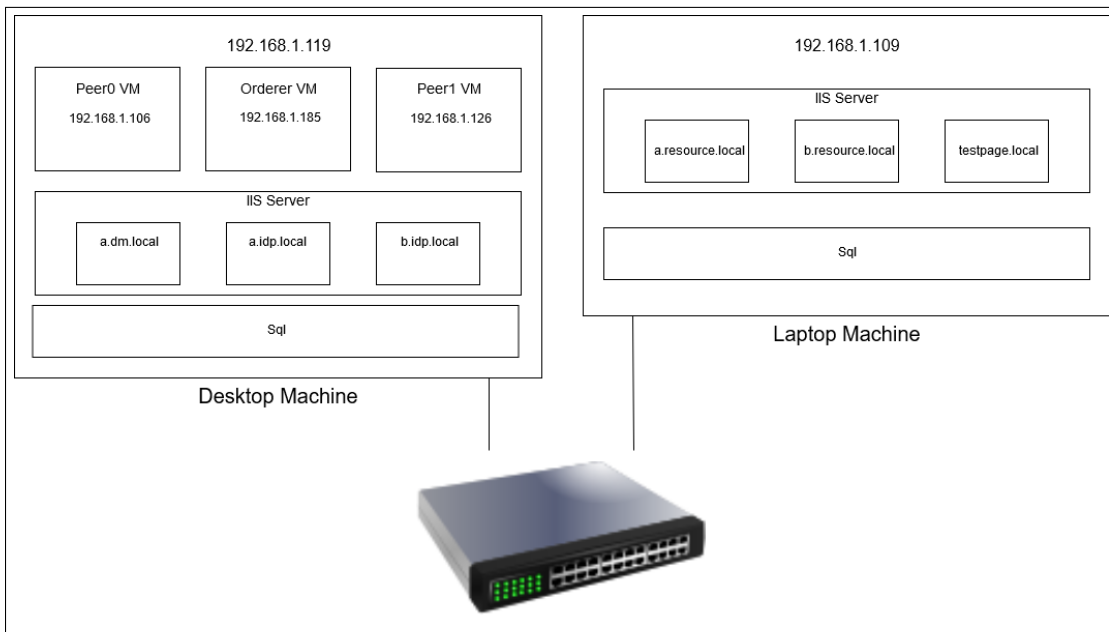 192.168.1.119
Peer0 VM
192.168.1.106
Orderer VM
192.168.1.185
Peer1 VM
192.168.1.126
IIS Server
a.dm.local
a.idp.local
b.idp.local
Sql
Desktop Machine
192.168.1.109
IIS Server
a.resource.local
b.resource.local
testpage.local
Sql
Laptop Machine